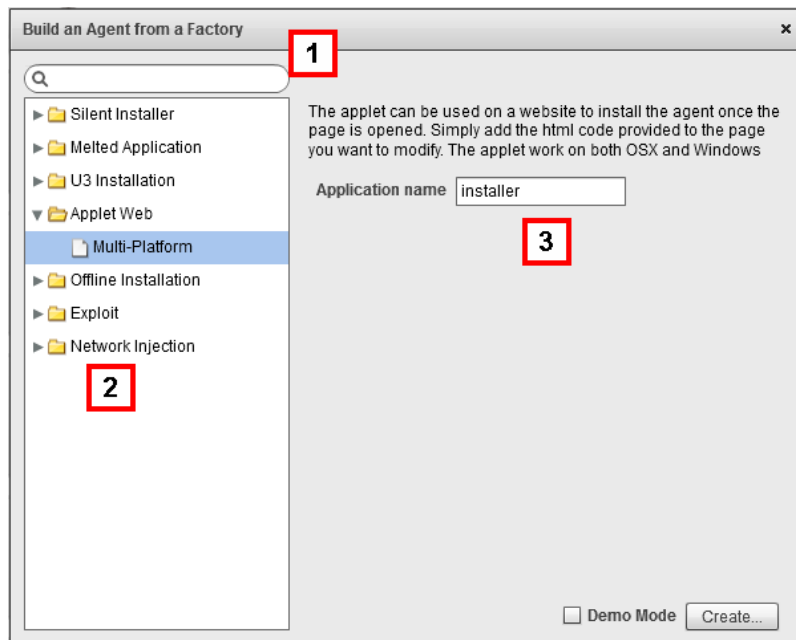 Build an Agent from a Factory
1
Silent Installer
Melted Application
U3 Installation
Applet Web
Multi-Platform
Offline Installation
Exploit
Network Injection
2
The applet can be used on a website to install the agent once the
page is opened. Simply add the html code provided to the page
you want to modify. The applet work on both OSX and Windows
Application name installer
3
Demo Mode Create...